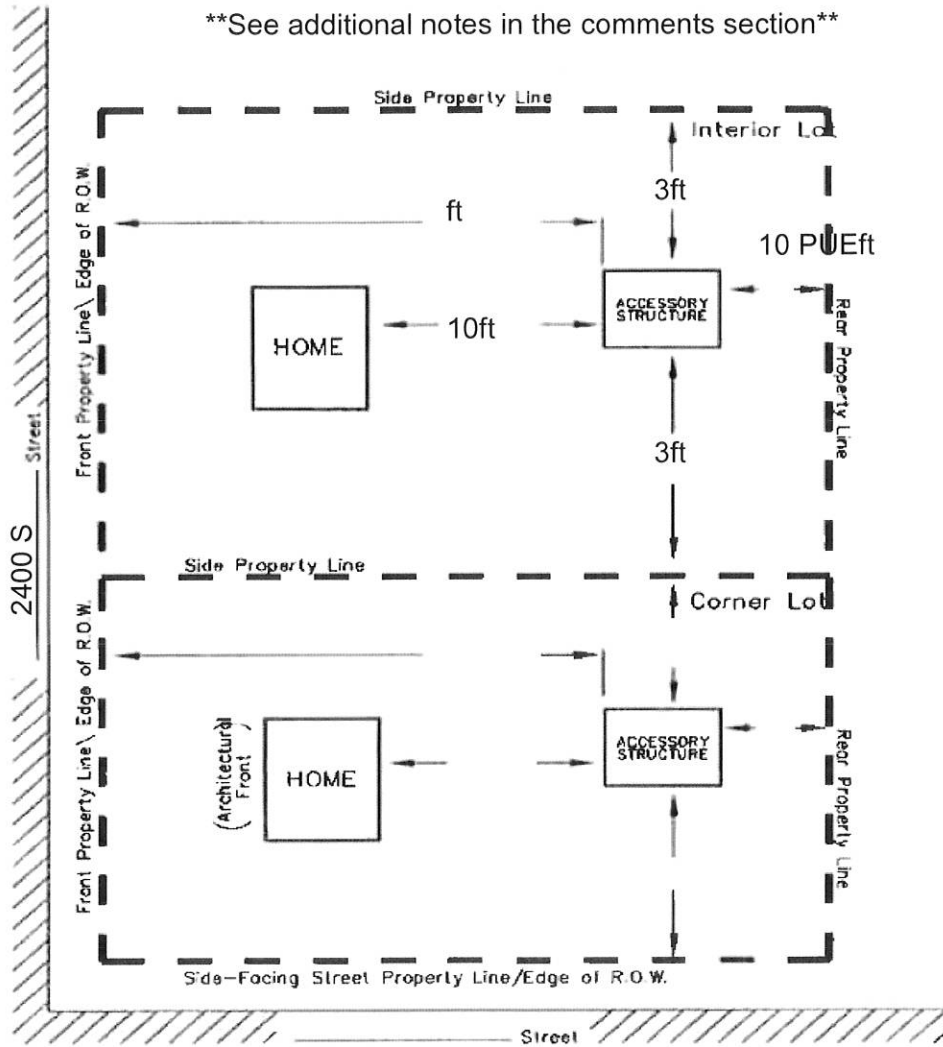 **See additional notes in the comments section**
Side Property Line
Interior Lot
3ft
ft
10 PUEft
Front Property Line\ Edge of R.O.W.
ACCESSORY
STRUCTURE
HOME
10ft
Rear Property Line
3ft
Street
2400 S
Side Property Line
Corner Lot
Front Property Line\ Edge of R.O.W.
(Architectural
Front)
HOME
ACCESSORY
STRUCTURE
Rear Property Line
Side-Facing Street Property Line/Edge of R.O.W.
Street